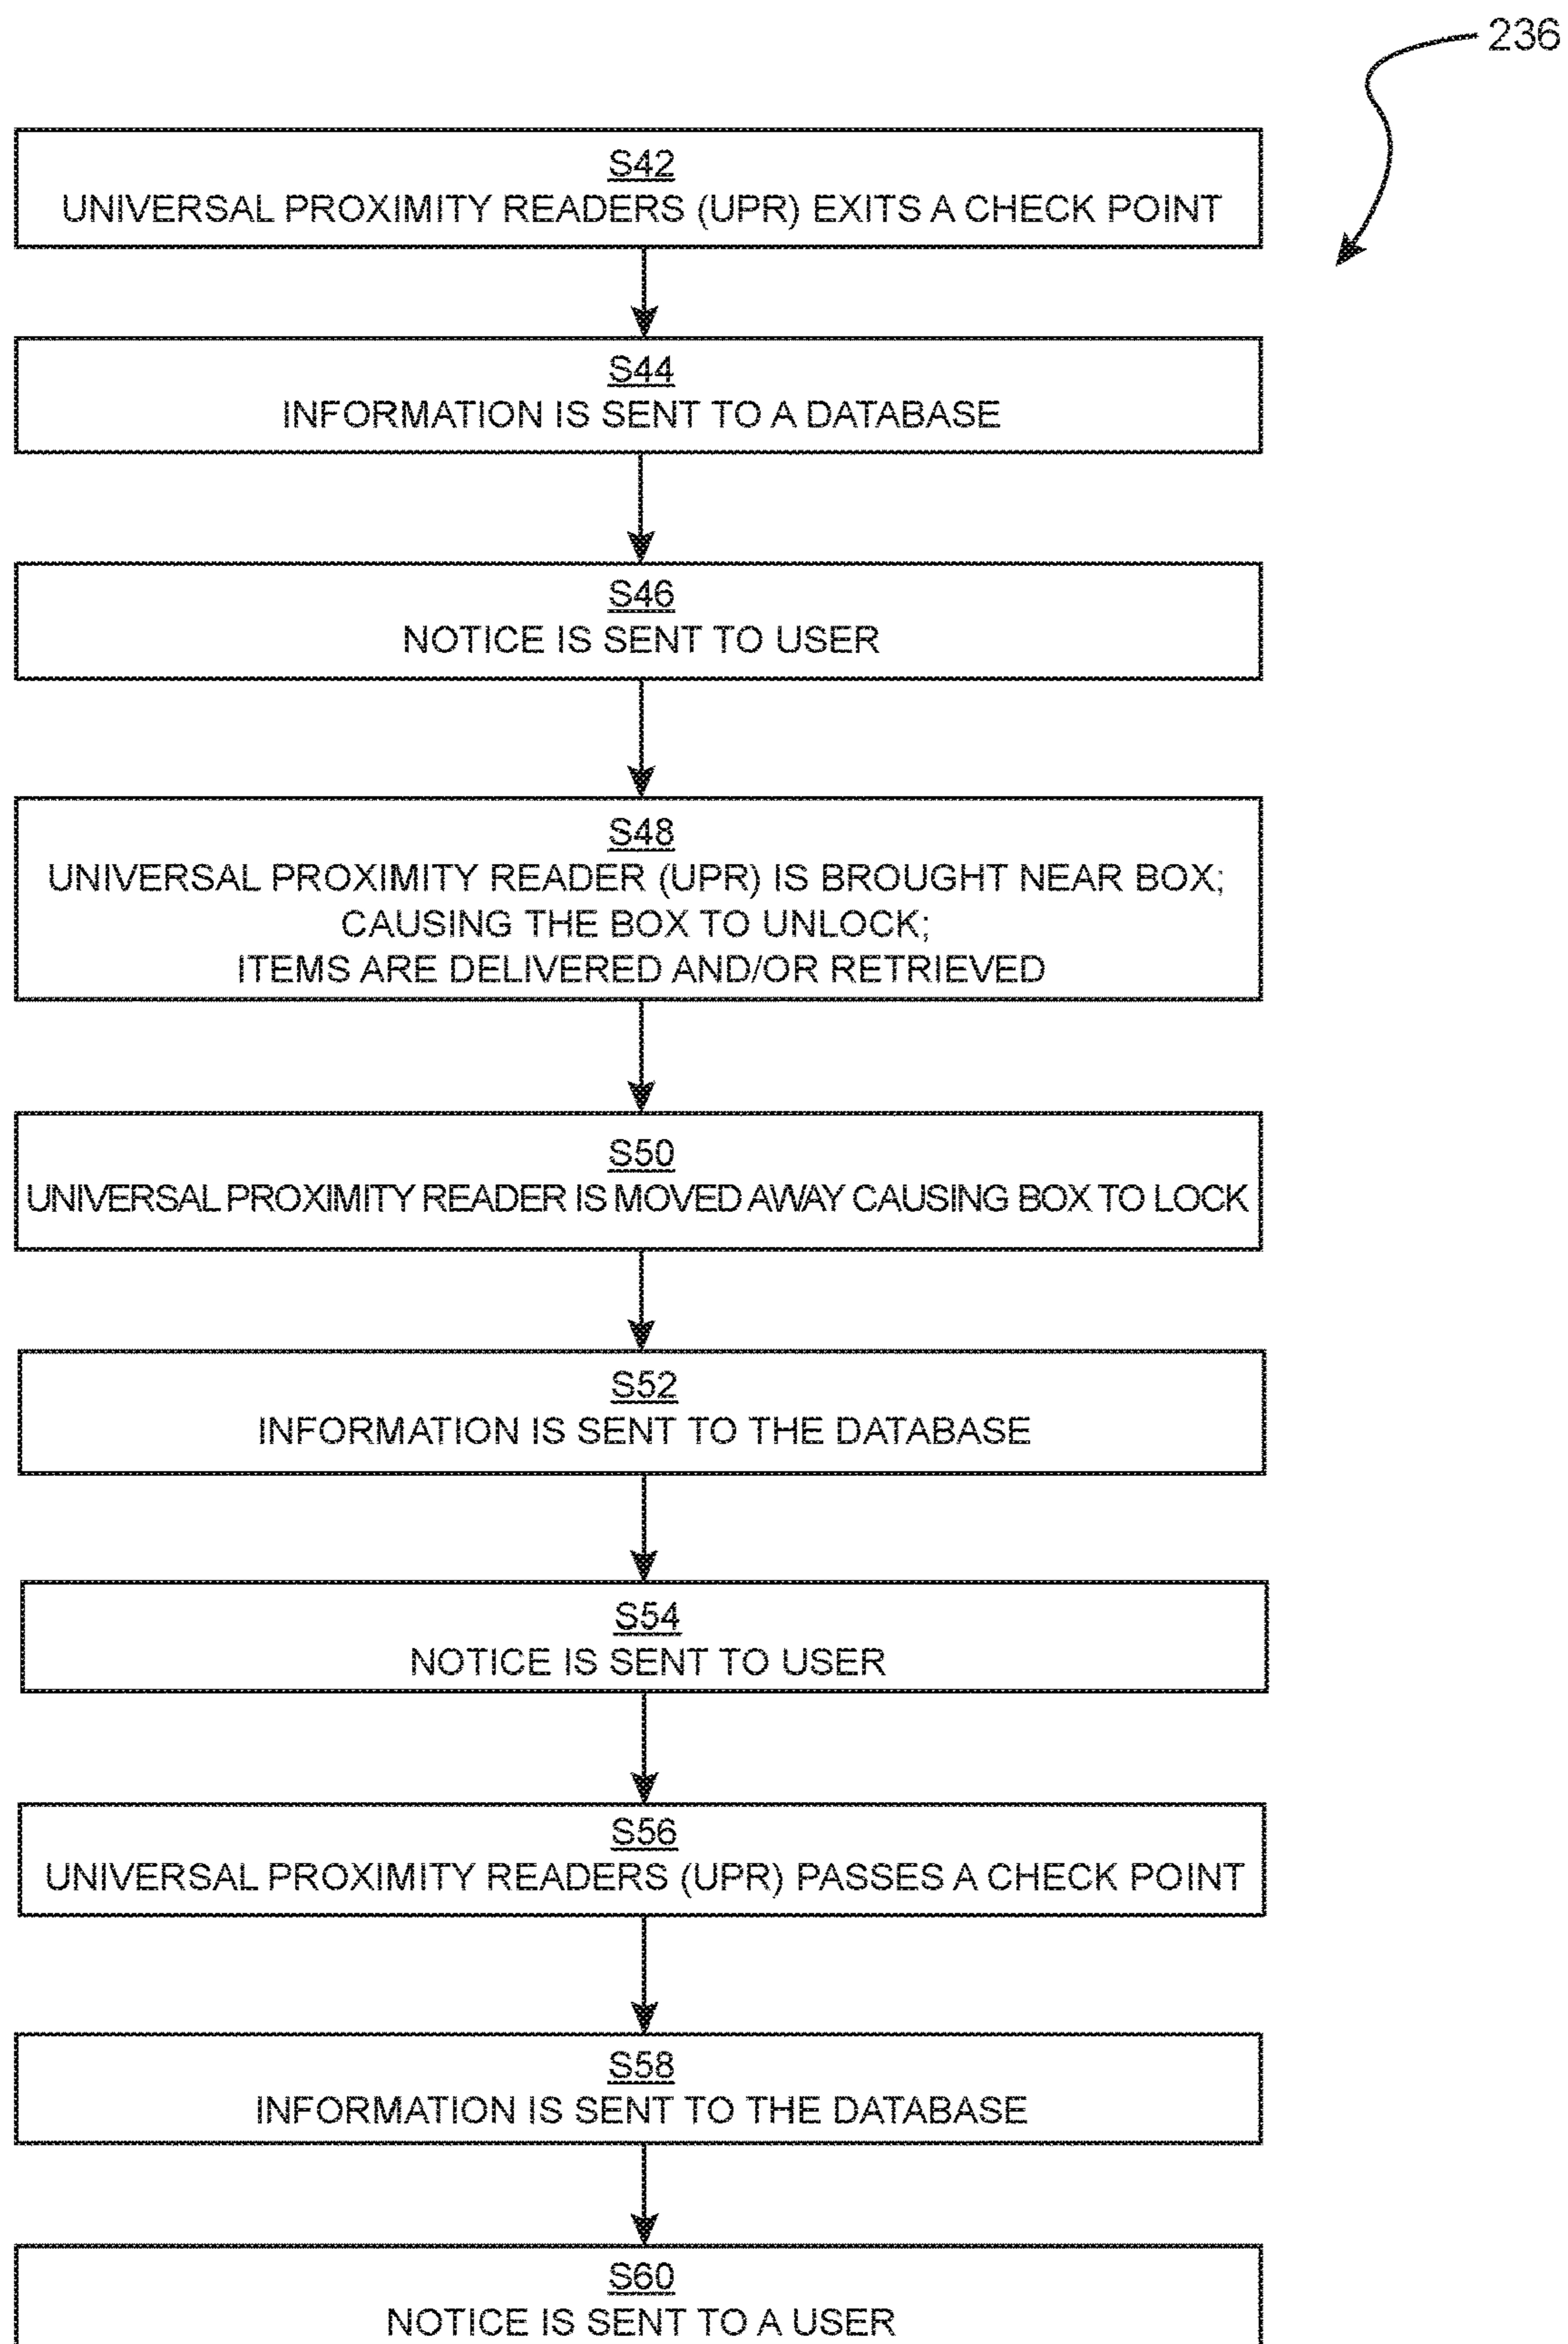 236
S42
UNIVERSAL PROXIMITY READERS (UPR) EXITS A CHECK POINT
S44
INFORMATION IS SENT TO A DATABASE
S46
NOTICE IS SENT TO USER
S48
UNIVERSAL PROXIMITY READER (UPR) IS BROUGHT NEAR BOX;
CAUSING THE BOX TO UNLOCK;
ITEMS ARE DELIVERED AND/OR RETRIEVED
S50
UNIVERSAL PROXIMITY READER IS MOVED AWAY CAUSING BOX TO LOCK
S52
INFORMATION IS SENT TO THE DATABASE
S54
NOTICE IS SENT TO USER
S56
UNIVERSAL PROXIMITY READERS (UPR) PASSES A CHECK POINT
S58
INFORMATION IS SENT TO THE DATABASE
S60
NOTICE IS SENT TO A USER